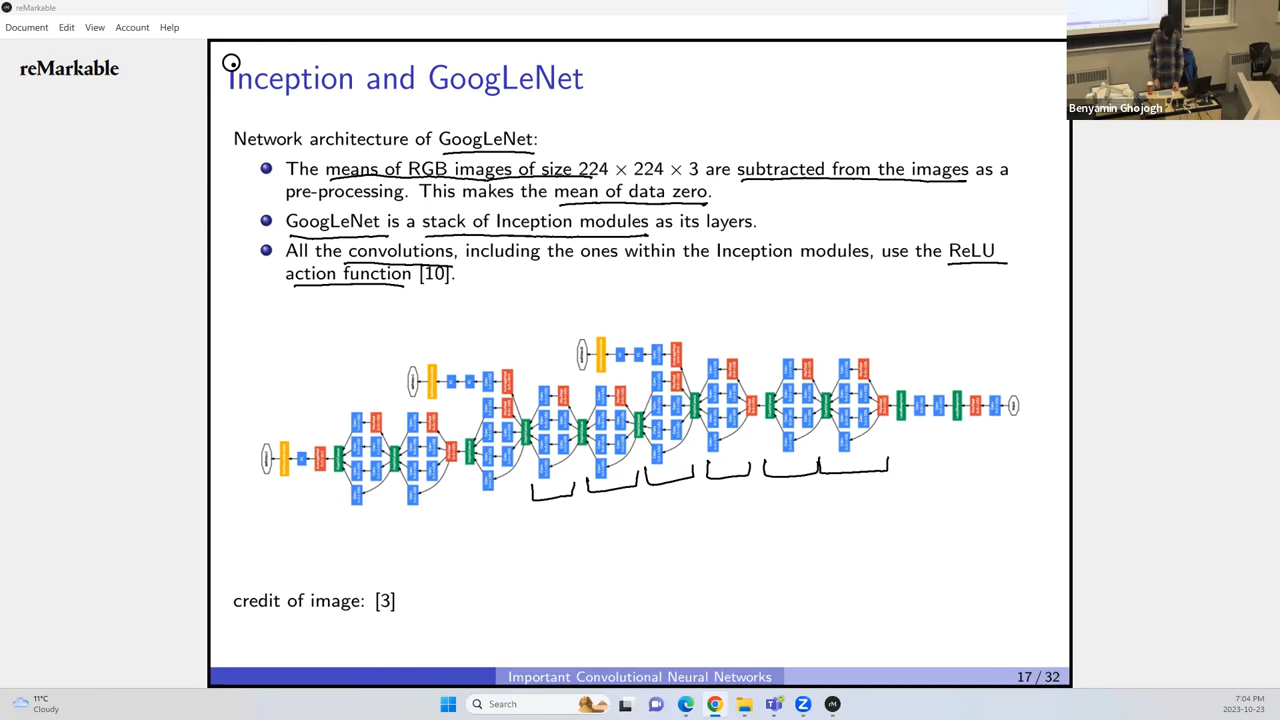 reMarkable
Document Edit View Account Help
reMarkable
Inception and GoogLeNet
Network architecture of GoogLeNet:
The means of RGB images of size 224 × 224 × 3 are subtracted from the images as a
pre-processing. This makes the mean of data zero.
GoogLeNet is a stack of Inception modules as its layers.
All the convolutions, including the ones within the Inception modules, use the ReLU
action function [10].
credit of image: [3]
Important Convolutional Neural Networks
17 / 32
Benyamin Ghojogh
11°C
Cloudy
Search
7:04 PM
2023-10-23